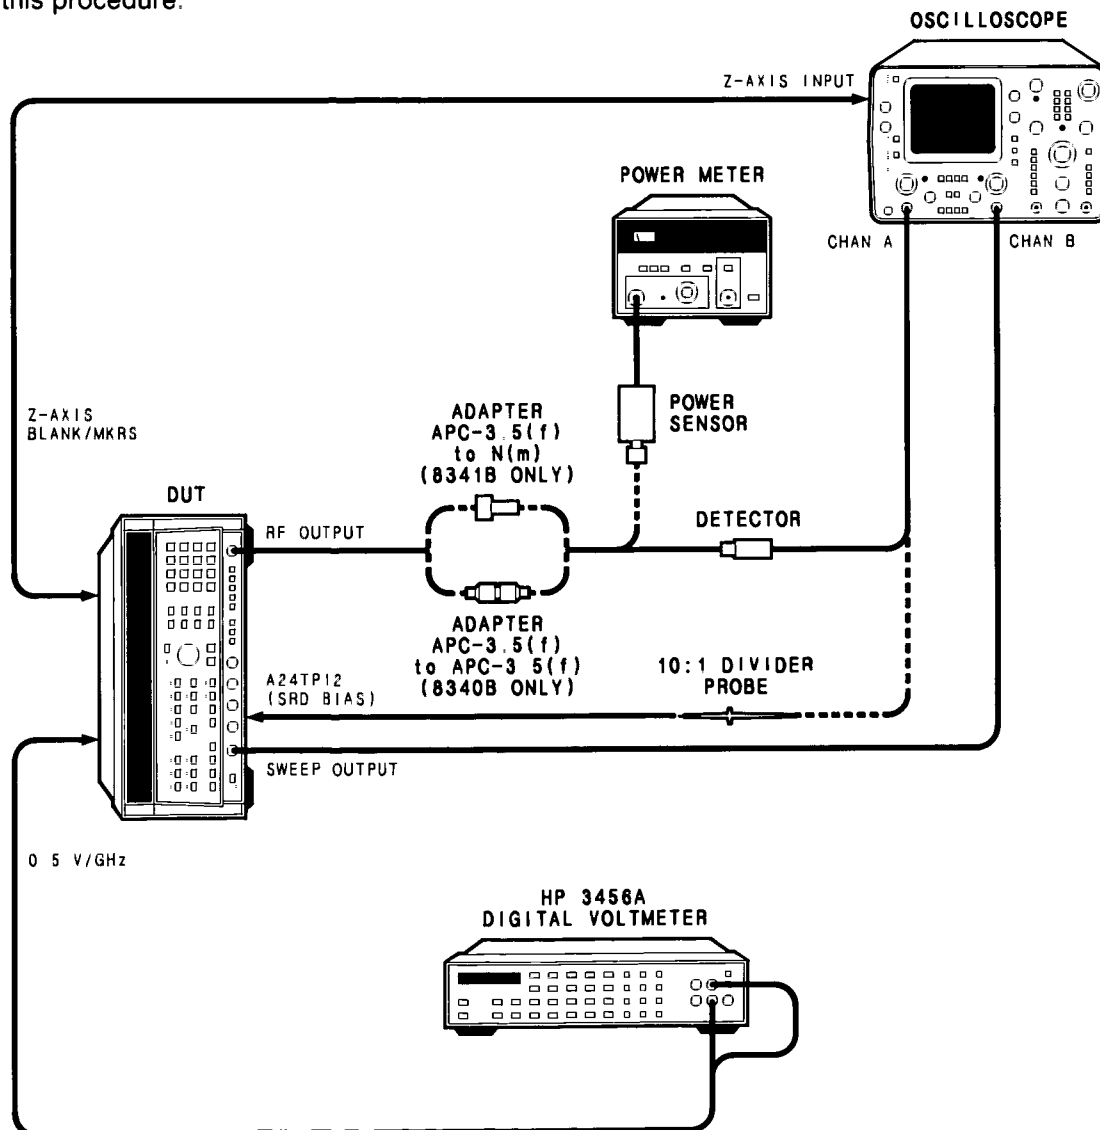 this procedure.
OSCILLOSCOPE
Z-AXIS INPUT
POWER METER
CHAN A
CHAN B
Z-AXIS
BLANK/MKRS
ADAPTER
APC-3.5(f)
to N(m)
(8341B ONLY)
POWER
SENSOR
DUT
RF OUTPUT
DETECTOR
ADAPTER
APC-3.5(f)
to APC-3 5(f)
(8340B ONLY)
10:1 DIVIDER
PROBE
A24TP12
(SRD BIAS)
SWEEP OUTPUT
0 5 V/GHz
HP 3456A
DIGITAL VOLTMETER